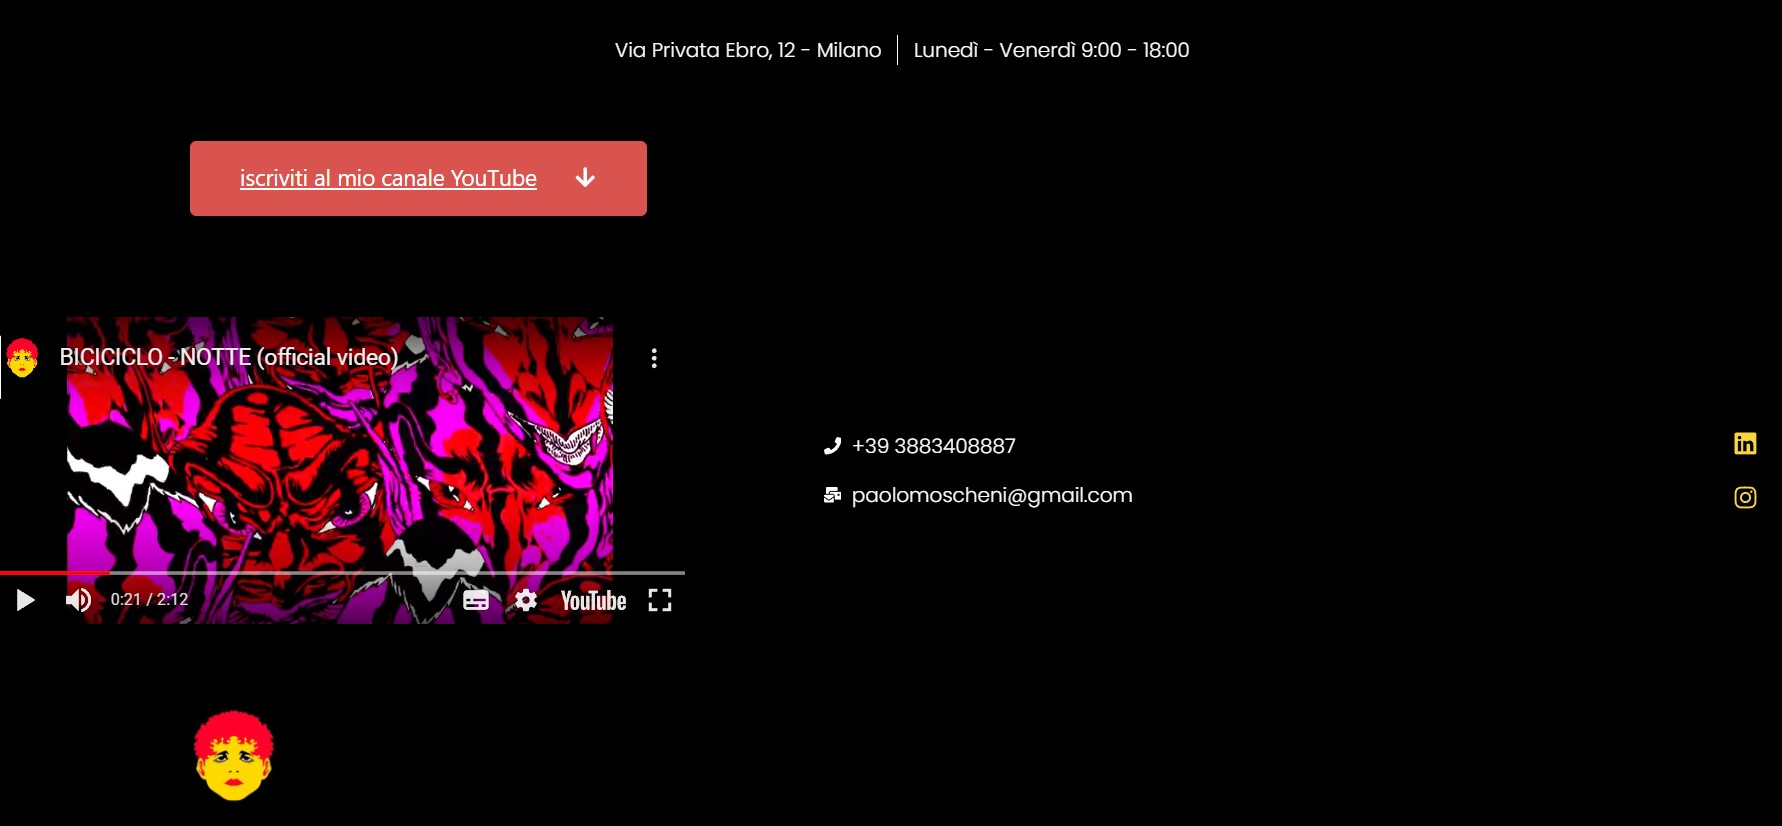 Via Privata Ebro, 12 - Milano
Lunedì - Venerdì 9:00 - 18:00
iscriviti al mio canale YouTube
BICICICLO - NOTTE (official video)
+39 3883408887
paolomoscheni@gmail.com
0:21 / 2:12
YouTube
in